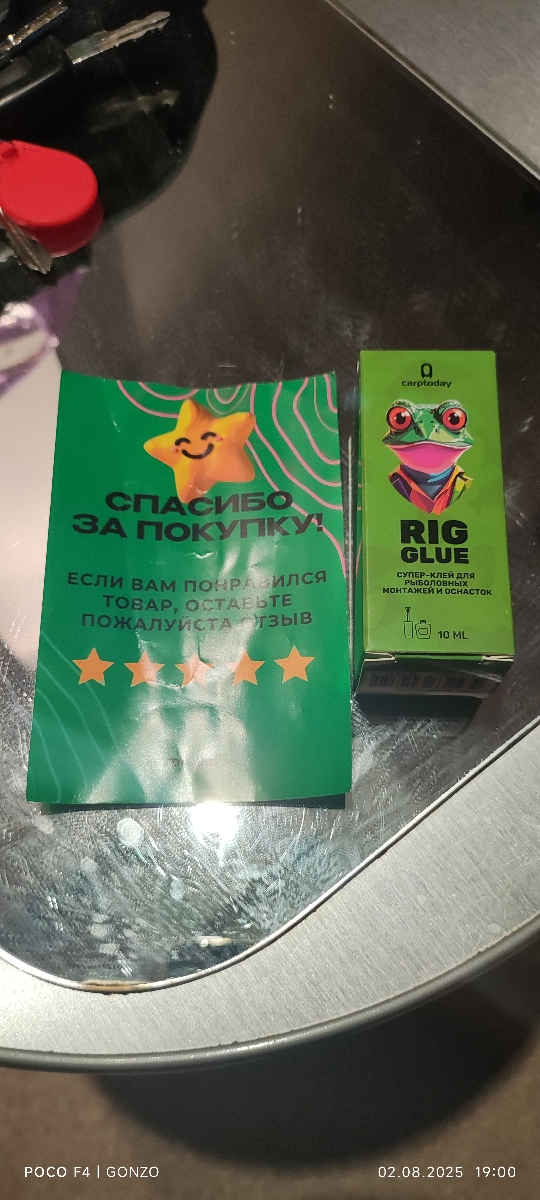 СПАСИБО
ЗА ПОКУПКУ!
ЕСЛИ ВАМ ПОНРАВИЛСЯ
ТОВАР, ОСТАВЬТЕ
ПОЖАЛУЙСТА ОТЗЫВ
carptoday
RIG
GLUE
СУПЕР-КЛЕЙ ДЛЯ
РЫБОЛОВНЫХ
МОНТАЖЕЙ И ОСНАСТОК
10 ML
POCO F4 | GONZO
02.08.2025 19:00